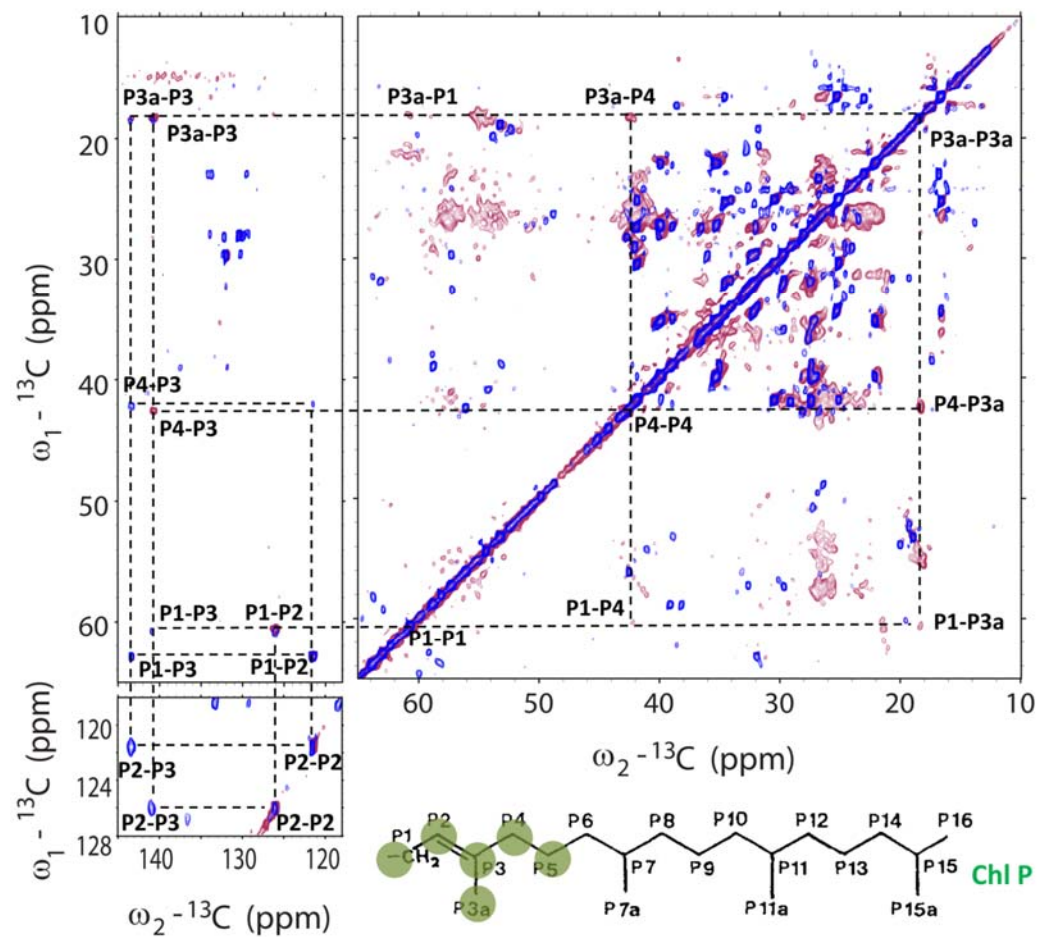 10
20
30
40
50
60
ω₁ - ¹³C (ppm)
P3a-P3
P3a-P1
P3a-P4
P3a-P3
P3a-P3a
P4-P3
P4-P3
P4-P4
P4-P3a
P1-P3
P1-P2
P1-P4
P1-P1
P1-P3a
P1-P3
P1-P2
60
50
40
30
20
10
ω₂ - ¹³C (ppm)
120
124
128
ω₁ - ¹³C (ppm)
P2-P3
P2-P2
P2-P3
P2-P2
140
130
120
ω₂ - ¹³C (ppm)
P1
P2
P4
P6
P8
P10
P12
P14
P16
–CH₂
P3
P5
P7
P9
P11
P13
P15
Chl P
P3a
P7a
P11a
P15a